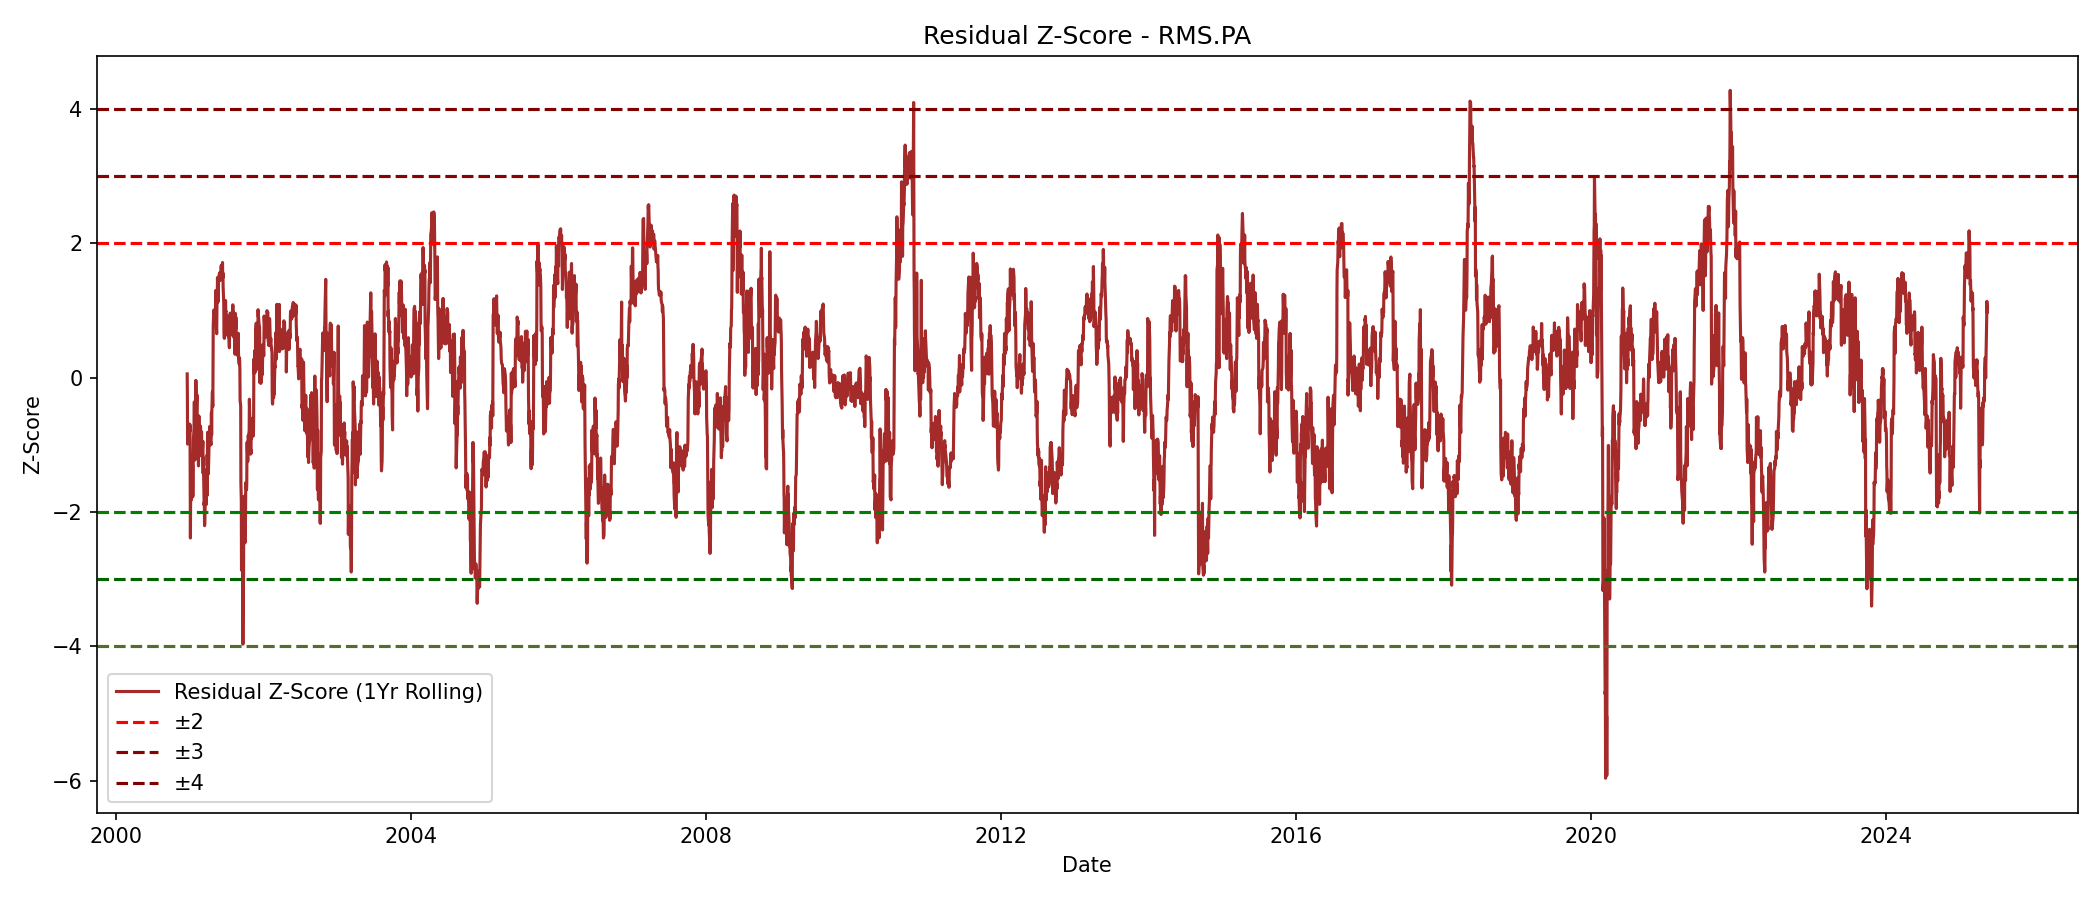 Residual Z-Score - RMS.PA
Z-Score
4
2
0
−2
−4
−6
Residual Z-Score (1Yr Rolling)
±2
±3
±4
2000 2004 2008 2012 2016 2020 2024
Date